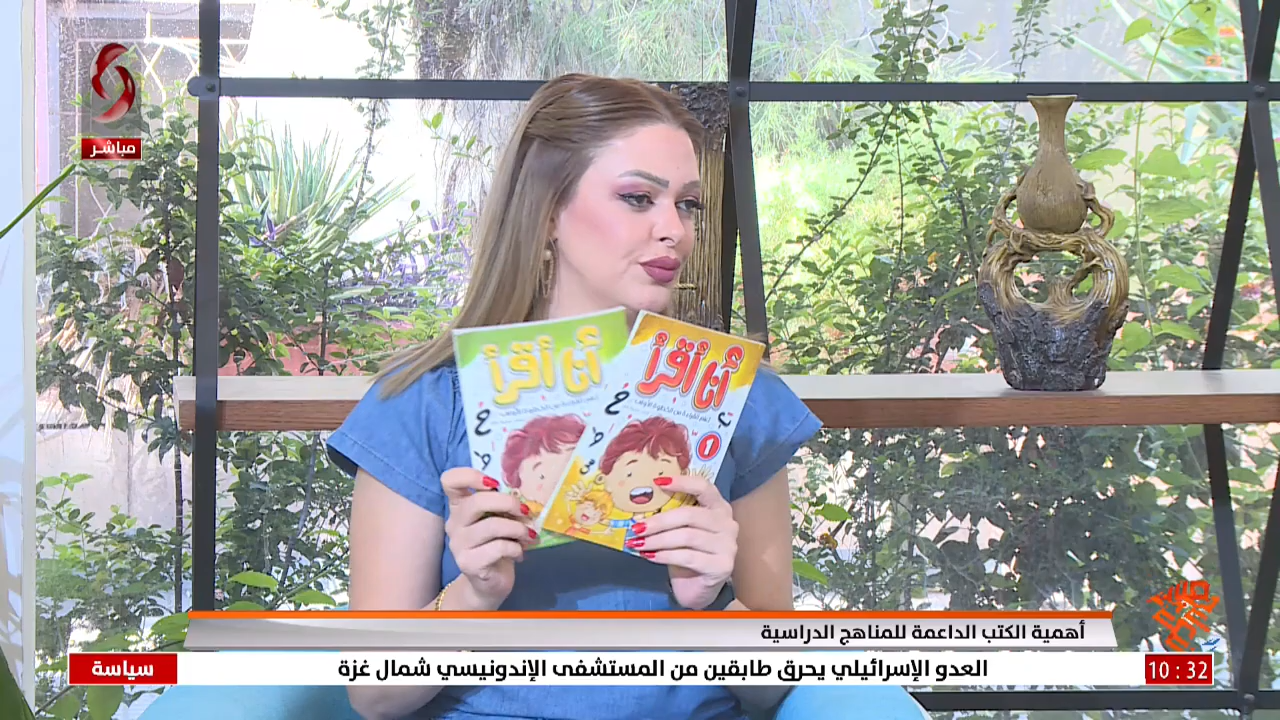 مباشر
أنا أقرأ
أنا أقرأ
خ
ط
خ
ط
و
ب
١
أهمية الكتب الداعمة للمناهج الدراسية
سياسة
العدو الإسرائيلي يحرق طابقين من المستشفى الإندونيسي شمال غزة
10 : 32